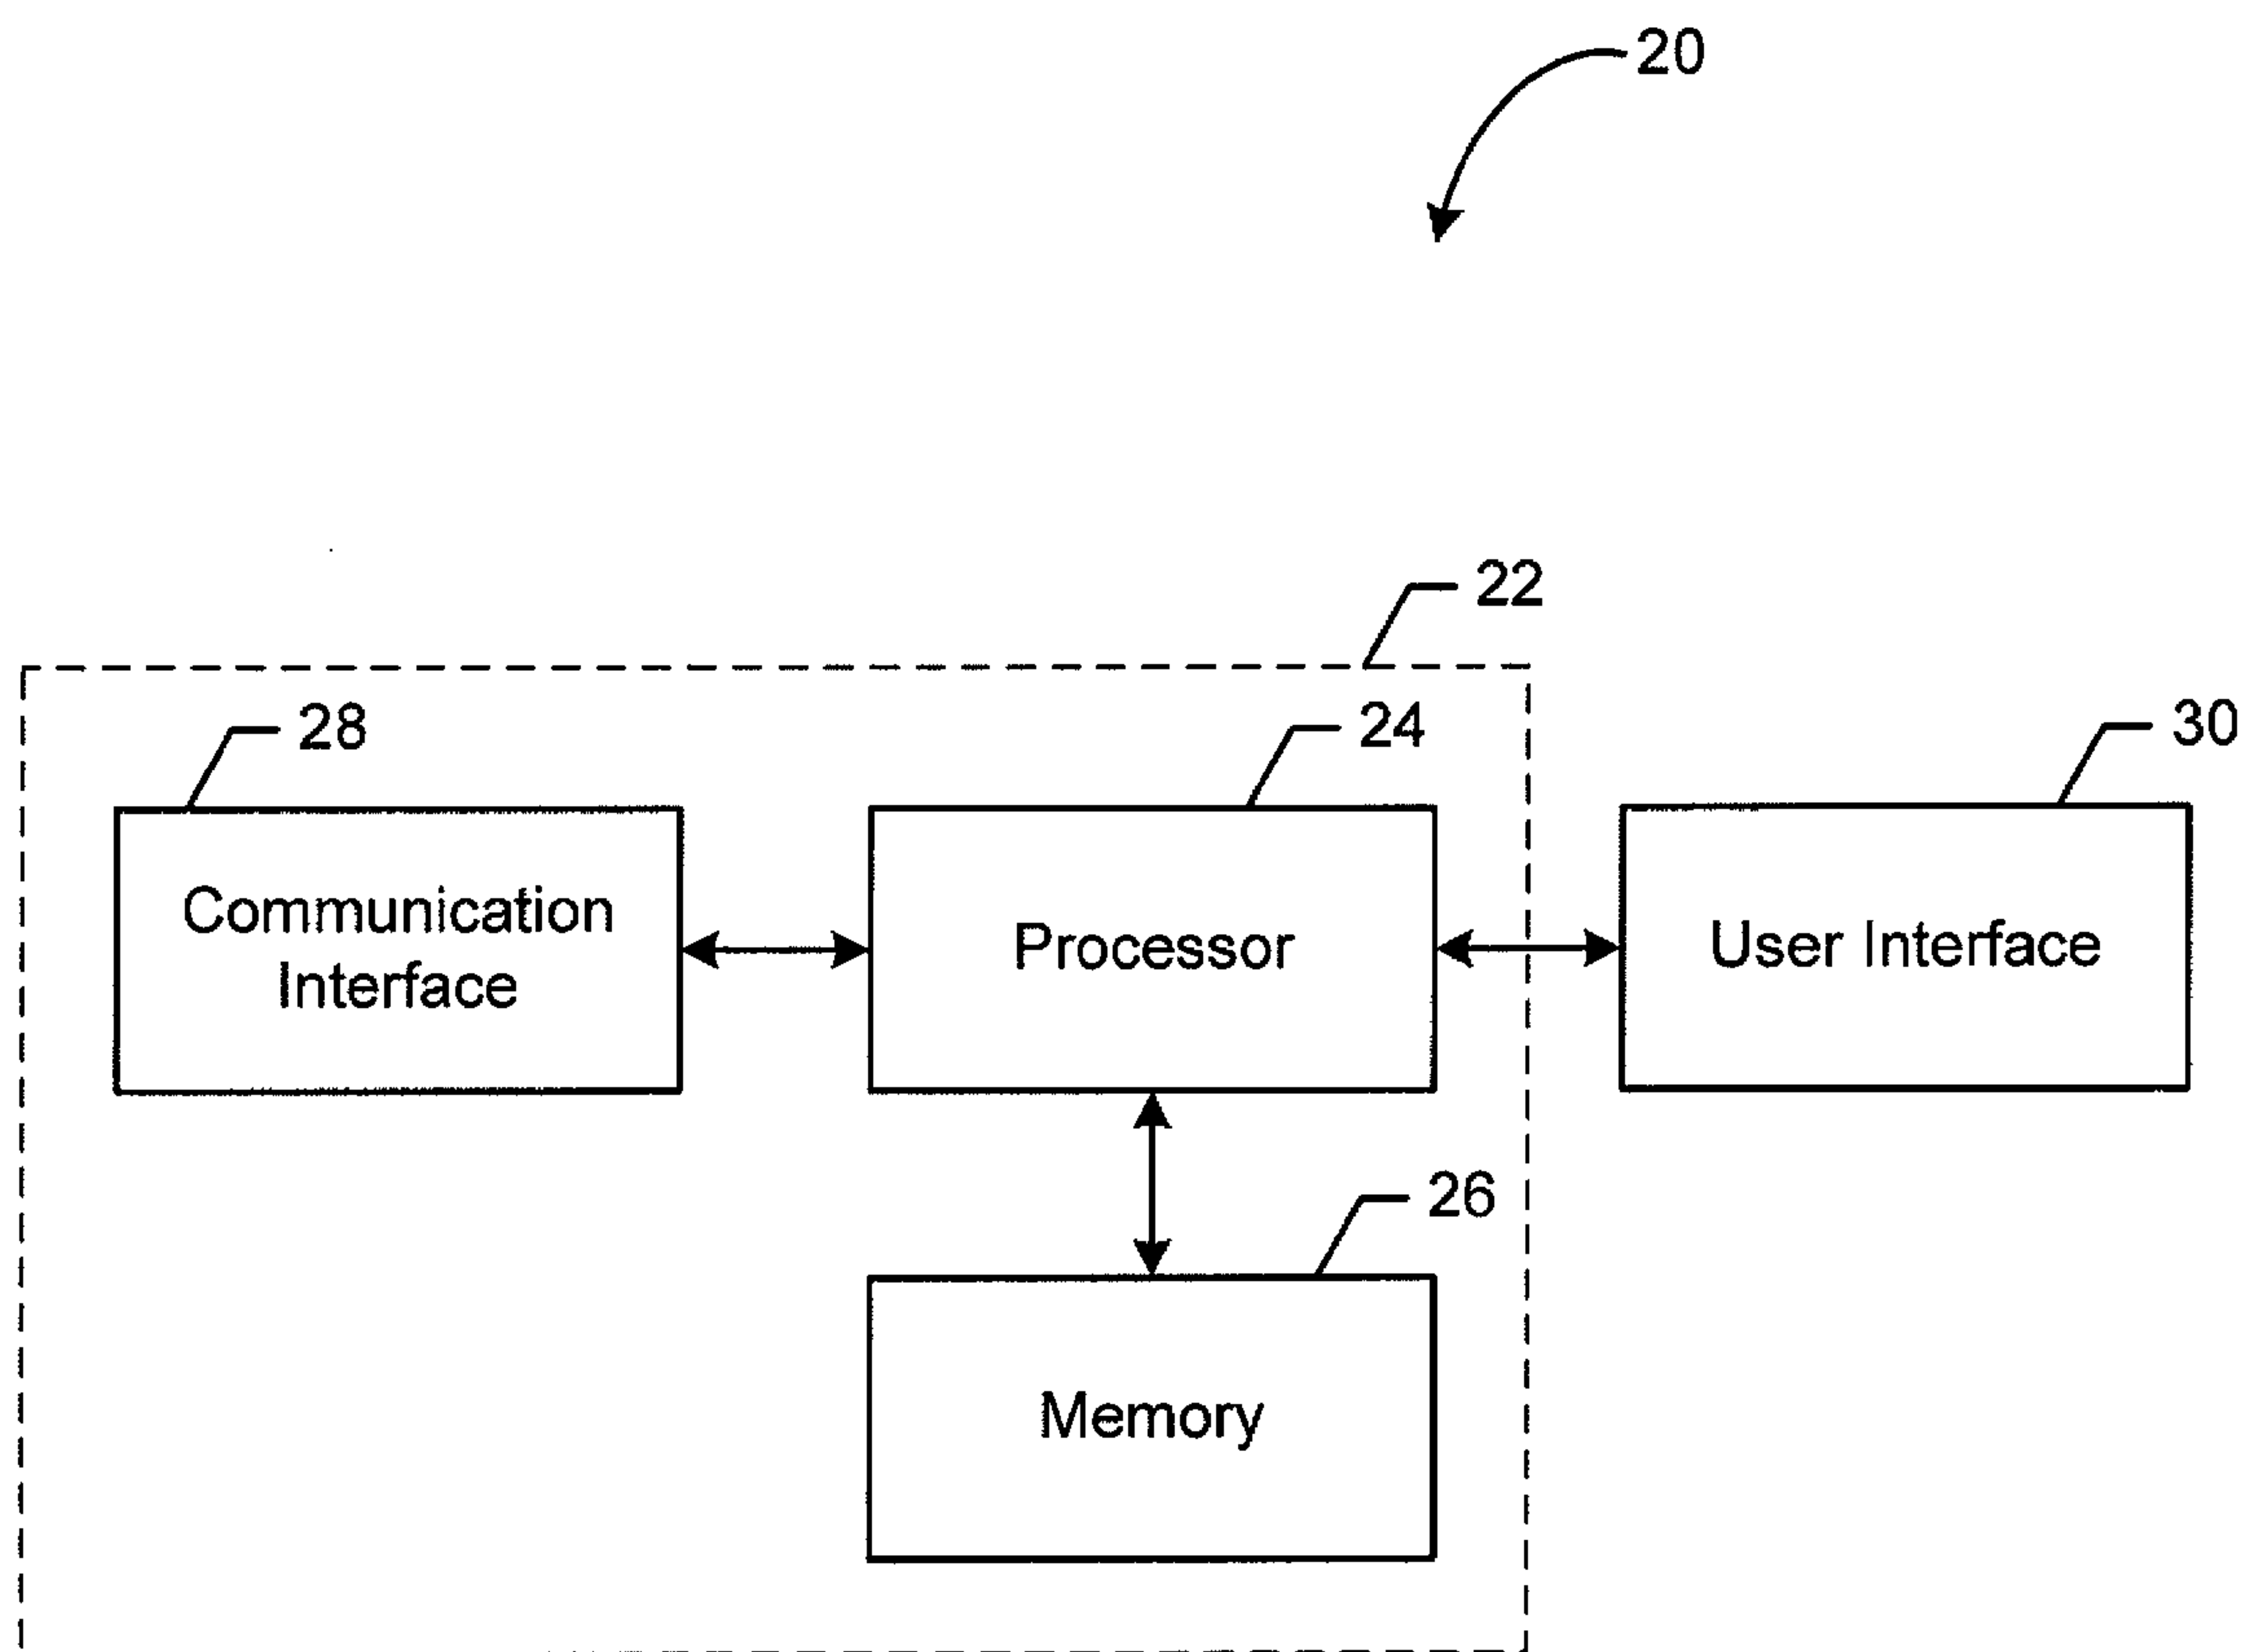 20
22
28
24
30
Communication
Interface
Processor
User Interface
26
Memory